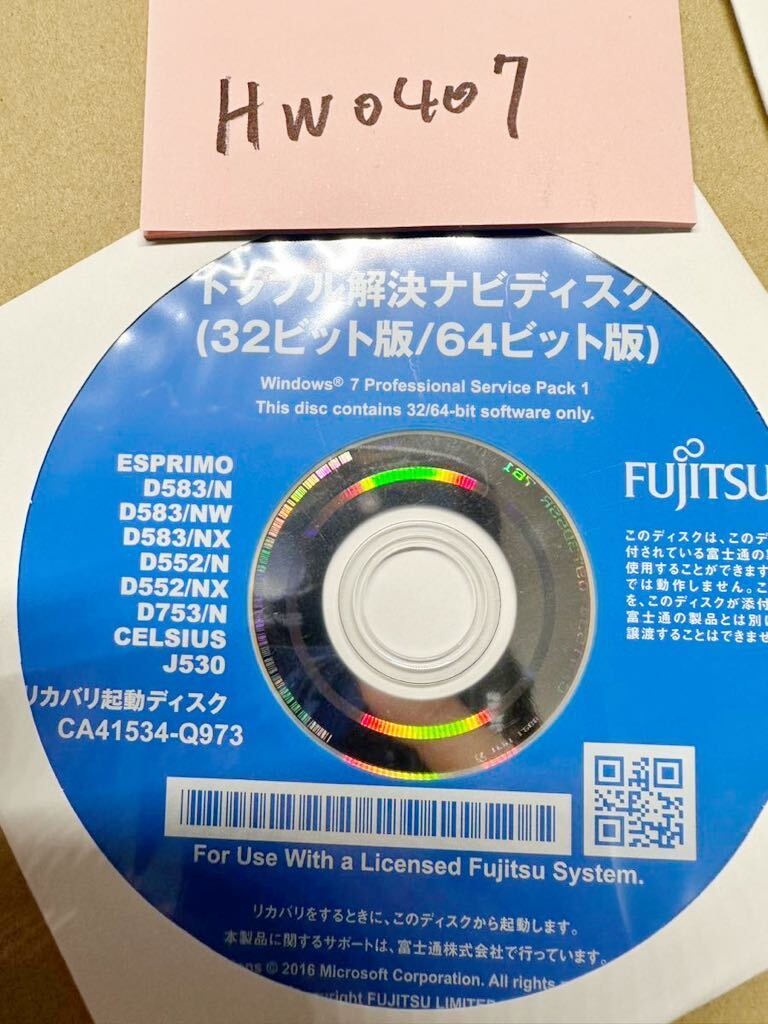 HW0407
トラブル解決ナビディスク
(32ビット版/64ビット版)
Windows® 7 Professional Service Pack 1
This disc contains 32/64-bit software only.
ESPRIMO
D583/N
D583/NW
D583/NX
D552/N
D552/NX
D753/N
CELSIUS
J530
リカバリ起動ディスク
CA41534-Q973
FUJITSU
このディスクは、このデ
付されている富士通の
使用することができます
では動作しません。こ
を、このディスクが添付
富士通の製品とは別に
譲渡することはできませ
For Use With a Licensed Fujitsu System.
リカバリをするときに、このディスクから起動します。
本製品に関するサポートは、富士通株式会社で行っています。
© 2016 Microsoft Corporation. All rights
FUJITSU LIMITED